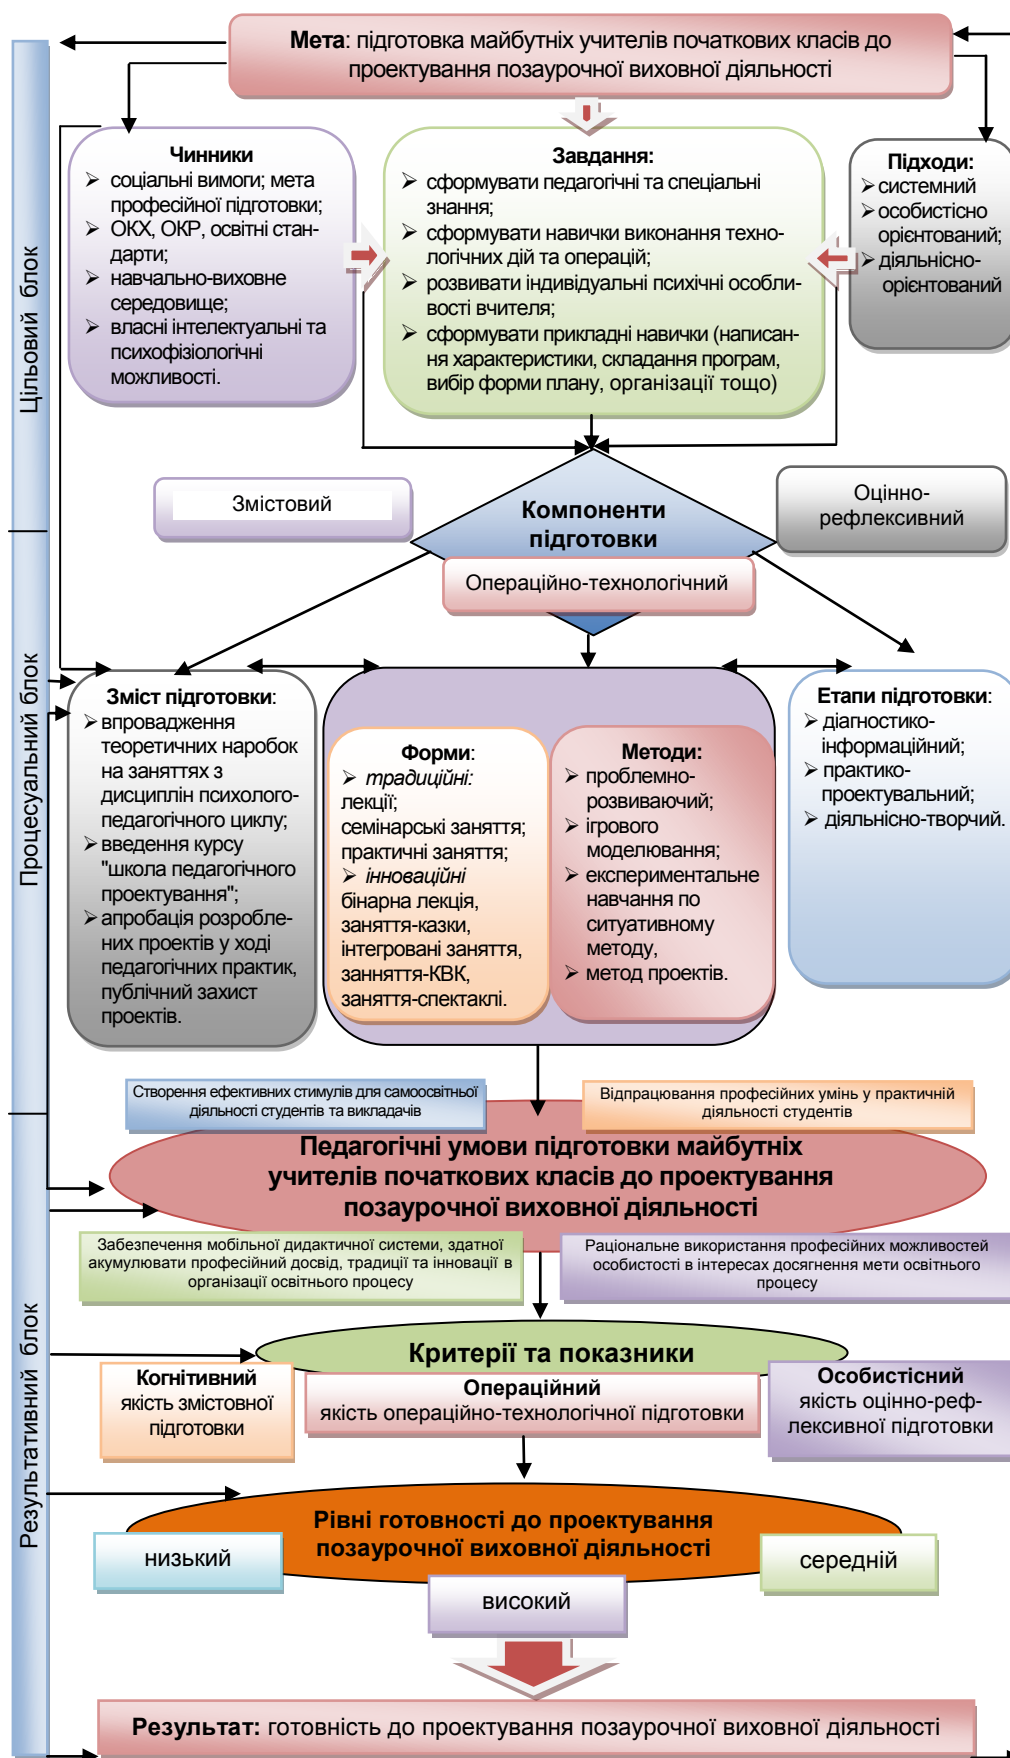 Мета: підготовка майбутніх учителів початкових класів до
проектування позаурочної виховної діяльності
Цільовий блок
Чинники
соціальні вимоги; мета
професійної підготовки;
ОКХ, ОКР, освітні стан-
дарти;
навчально-виховне
середовище;
власні інтелектуальні та
психофізіологічні
можливості.
Завдання:
сформувати педагогічні та спеціальні
знання;
сформувати навички виконання техно-
логічних дій та операцій;
розвивати індивідуальні психічні особли-
вості вчителя;
сформувати прикладні навички (написан-
ня характеристики, складання програм,
вибір форми плану, організації тощо)
Підходи:
системний
особистісно
орієнтований;
діяльнісно-
орієнтований
Змістовий
Компоненти
підготовки
Оцінно-
рефлексивний
Операційно-технологічний
Процесуальний блок
Зміст підготовки:
впровадження
теоретичних наробок
на заняттях з
дисциплін психолого-
педагогічного циклу;
введення курсу
"школа педагогічного
проектування";
апробація розробле-
них проектів у ході
педагогічних практик,
публічний захист
проектів.
Форми:
традиційні:
лекції;
семінарські заняття;
практичні заняття;
інноваційні
бінарна лекція,
заняття-казки,
інтегровані заняття,
занняття-КВК,
заняття-спектаклі.
Методи:
проблемно-
розвиваючий;
ігрового
моделювання;
експериментальне
навчання по
ситуативному
методу,
метод проектів.
Етапи підготовки:
діагностико-
інформаційний;
практико-
проектувальний;
діяльнісно-творчий.
Результативний блок
Створення ефективних стимулів для самоосвітньої
діяльності студентів та викладачів
Відпрацювання професійних умінь у практичній
діяльності студентів
Педагогічні умови підготовки майбутніх
учителів початкових класів до проектування
позаурочної виховної діяльності
Забезпечення мобільної дидактичної системи, здатної
акумулювати професійний досвід, традиції та інновації в
організації освітнього процесу
Раціональне використання професійних можливостей
особистості в інтересах досягнення мети освітнього
процесу
Критерії та показники
Когнітивний
якість змістовної
підготовки
Операційний
якість операційно-технологічної підготовки
Особистісний
якість оцінно-реф-
лексивної підготовки
Рівні готовності до проектування
позаурочної виховної діяльності
низький
середній
високий
Результат: готовність до проектування позаурочної виховної діяльності